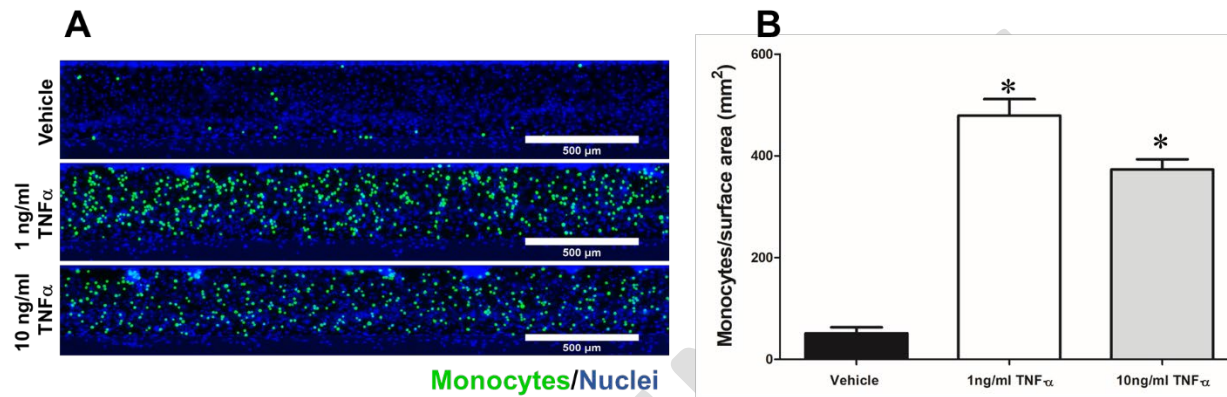 A
Vehicle
500 μm
1 ng/ml
TNFα
500 μm
10 ng/ml
TNFα
500 μm
Monocytes/Nuclei
B
Monocytes/surface area (mm²)
600
400
200
0
*
*
Vehicle
1ng/ml TNFα
10ng/ml TNFα